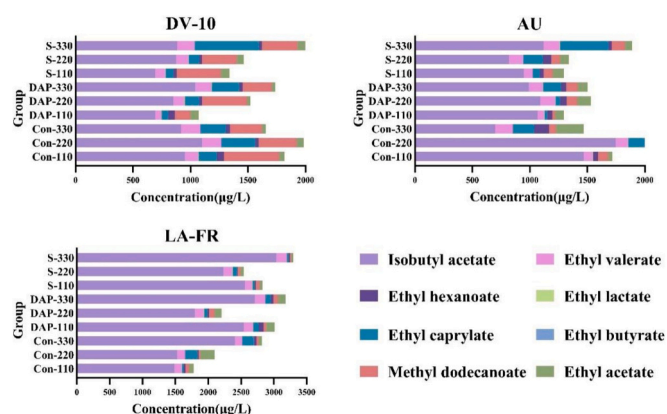 DV-10
Group
S-330
S-220
S-110
DAP-330
DAP-220
DAP-110
Con-330
Con-220
Con-110
0 500 1000 1500 2000
Concentration(μg/L)
AU
Group
S-330
S-220
S-110
DAP-330
DAP-220
DAP-110
Con-330
Con-220
Con-110
0 500 1000 1500 2000
Concentration(μg/L)
LA-FR
Group
S-330
S-220
S-110
DAP-330
DAP-220
DAP-110
Con-330
Con-220
Con-110
0 500 1000 1500 2000 2500 3000 3500
Concentration(μg/L)
Isobutyl acetate
Ethyl valerate
Ethyl hexanoate
Ethyl lactate
Ethyl caprylate
Ethyl butyrate
Methyl dodecanoate
Ethyl acetate